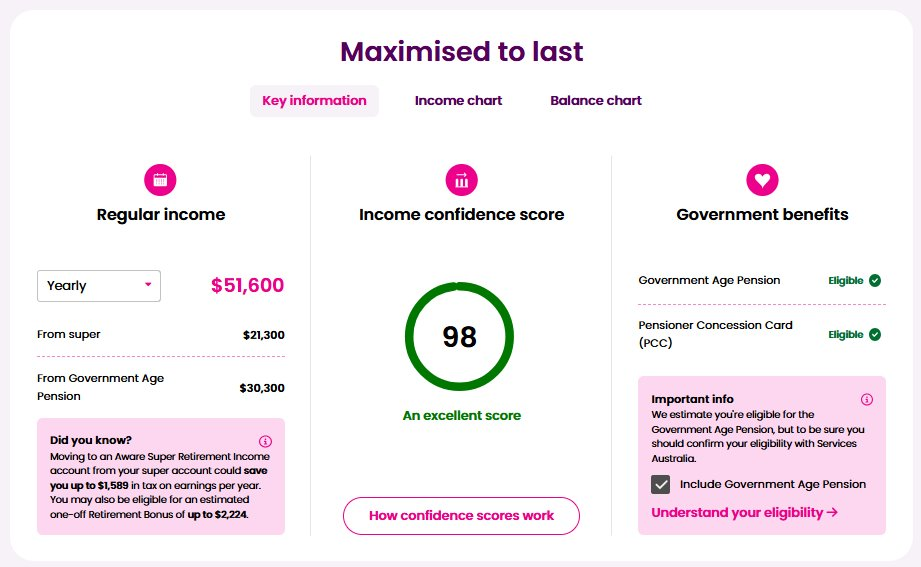 Maximised to last
Key information
Income chart
Balance chart
Regular income
Yearly
$51,600
From super
$21,300
From Government Age
Pension
$30,300
Did you know?
Moving to an Aware Super Retirement Income
account from your super account could save
you up to $1,589 in tax on earnings per year.
You may also be eligible for an estimated
one-off Retirement Bonus of up to $2,224.
Income confidence score
98
An excellent score
How confidence scores work
Government benefits
Government Age Pension
Eligible
Pensioner Concession Card
(PCC)
Eligible
Important info
We estimate you're eligible for the
Government Age Pension, but to be sure you
should confirm your eligibility with Services
Australia.
Include Government Age Pension
Understand your eligibility →